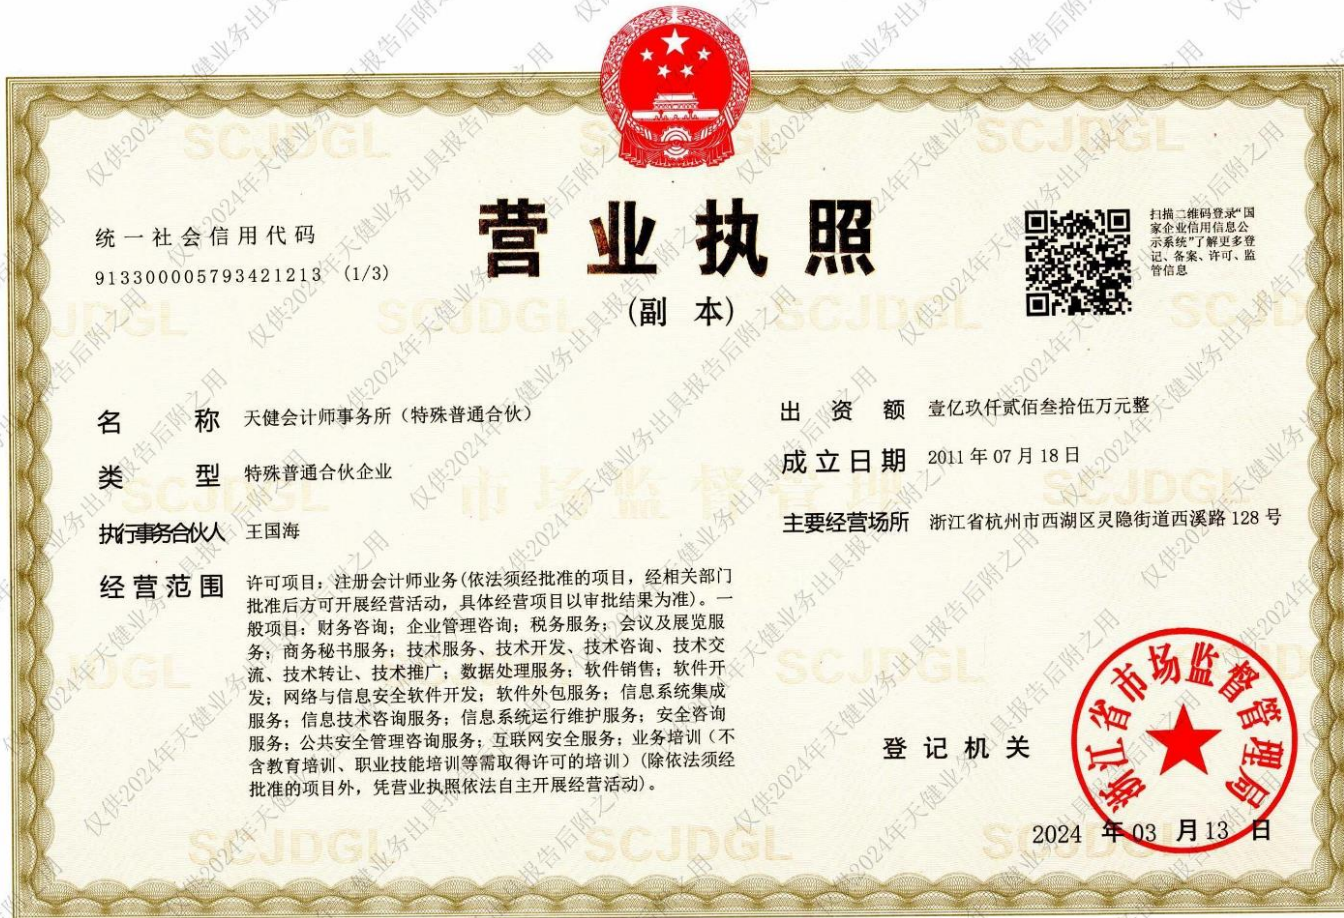 统一社会信用代码
913300005793421213 (1/3)
营业执照
(副 本)
扫描二维码登录“国
家企业信用信息公
示系统”了解更多登
记、备案、许可、监
管信息
名 称 天健会计师事务所（特殊普通合伙）
类 型 特殊普通合伙企业
执行事务合伙人 王国海
经营范围 许可项目：注册会计师业务(依法须经批准的项目，经相关部门
批准后方可开展经营活动，具体经营项目以审批结果为准)。一
般项目：财务咨询；企业管理咨询；税务服务；会议及展览服
务；商务秘书服务；技术服务、技术开发、技术咨询、技术交
流、技术转让、技术推广；数据处理服务；软件销售；软件开
发；网络与信息安全软件开发；软件外包服务；信息系统集成
服务；信息技术咨询服务；信息系统运行维护服务；安全咨询
服务；公共安全管理咨询服务；互联网安全服务；业务培训（不
含教育培训、职业技能培训等需取得许可的培训）(除依法须经
批准的项目外，凭营业执照依法自主开展经营活动)。
出 资 额 壹亿玖仟贰佰叁拾伍万元整
成立日期 2011 年 07 月 18 日
主要经营场所 浙江省杭州市西湖区灵隐街道西溪路 128 号
登记机关
浙江省市场监督管理局
2024 年 03 月 13 日
SCJDGL
市场监督管理
仅供2024年天健业务出具报告后附之用